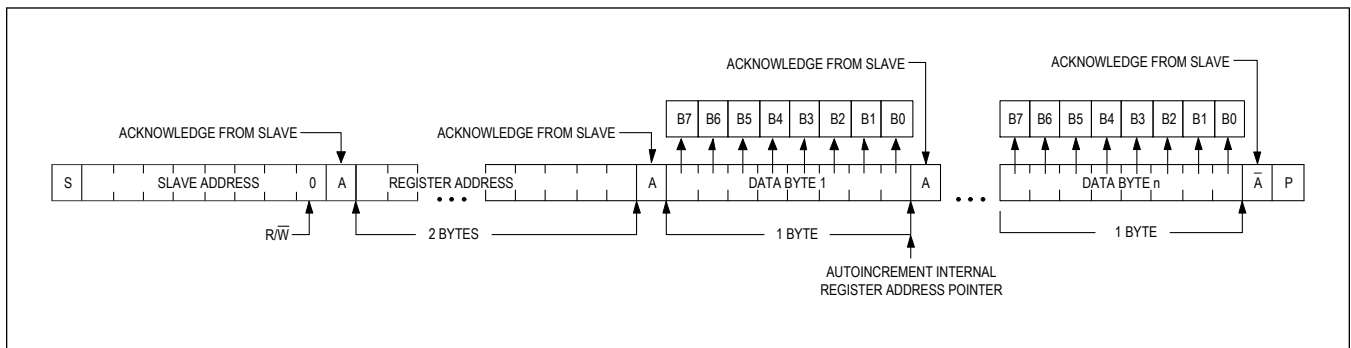 ACKNOWLEDGE FROM SLAVE ACKNOWLEDGE FROM SLAVE
B7 B6 B5 B4 B3 B2 B1 B0 B7 B6 B5 B4 B3 B2 B1 B0
ACKNOWLEDGE FROM SLAVE ACKNOWLEDGE FROM SLAVE
S SLAVE ADDRESS 0 A REGISTER ADDRESS A DATA BYTE 1 A DATA BYTE n A̅ P
R/W̅ 2 BYTES 1 BYTE 1 BYTE
AUTOINCREMENT INTERNAL
REGISTER ADDRESS POINTER